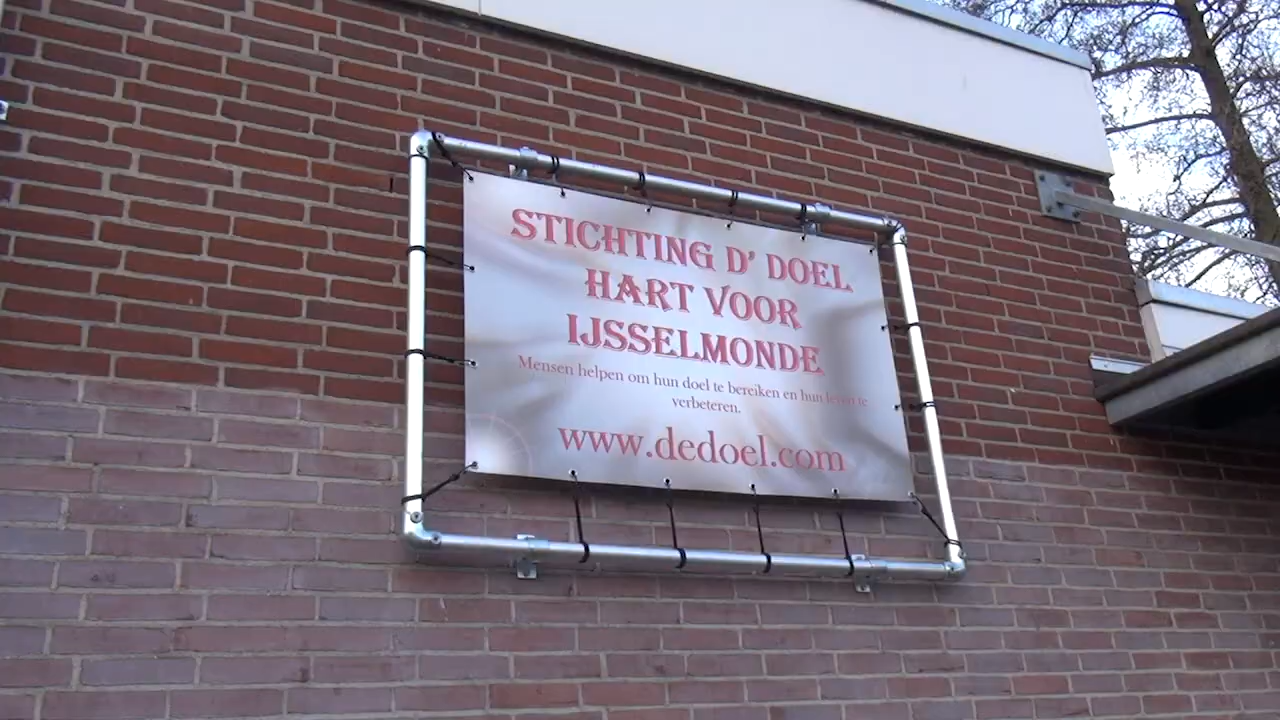 STICHTING D' DOEL
HART VOOR
IJSSELMONDE
Mensen helpen om hun doel te bereiken en hun leven te
verbeteren.
www.dedoel.com